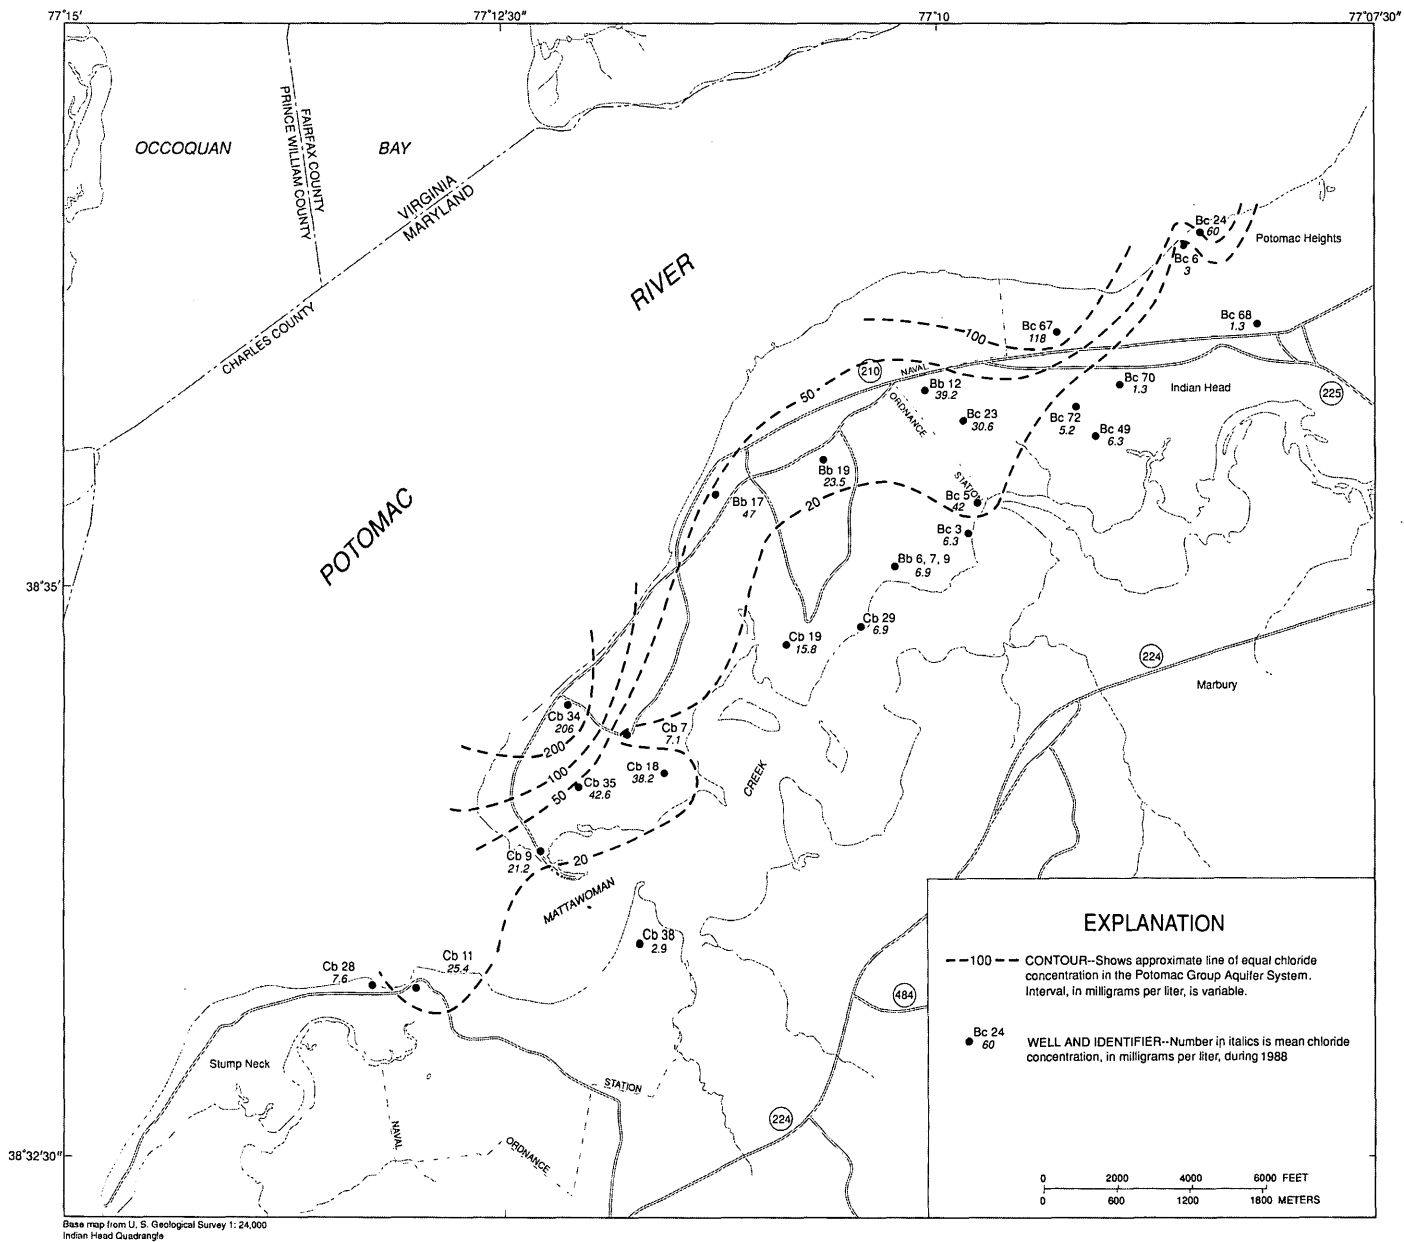 77°15′
77°12′30″
77°10′
77°07′30″
OCCOQUAN BAY
FAIRFAX COUNTY
PRINCE WILLIAM COUNTY
VIRGINIA
MARYLAND
CHARLES COUNTY
RIVER
POTOMAC
Bc 24
60
Potomac Heights
Bc 6
3
Bc 67
118
Bc 68
1.3
100
210
NAVAL
50
Bb 12
39.2
Bc 70
1.3
Indian Head
225
ORDNANCE
Bc 23
30.6
Bc 72
5.2
Bc 49
6.3
Bb 19
23.5
STATION
Bb 17
47
20
Bc 5
42
Bc 3
6.3
Bb 6, 7, 9
6.9
38°35′
Cb 29
6.9
Cb 19
15.8
224
Marbury
Cb 34
206
Cb 7
7.1
200
Cb 18
38.2
100
CREEK
50
Cb 35
42.6
Cb 9
21.2
20
MATTAWOMAN
Cb 38
2.9
Cb 11
25.4
Cb 28
7.6
484
Stump Neck
STATION
NAVAL
ORDNANCE
224
38°32′30″
EXPLANATION
100
CONTOUR--Shows approximate line of equal chloride
concentration in the Potomac Group Aquifer System.
Interval, in milligrams per liter, is variable.
Bc 24
60
WELL AND IDENTIFIER--Number in italics is mean chloride
concentration, in milligrams per liter, during 1988
0 2000 4000 6000 FEET
0 600 1200 1800 METERS
Base map from U. S. Geological Survey 1: 24,000
Indian Head Quadrangle